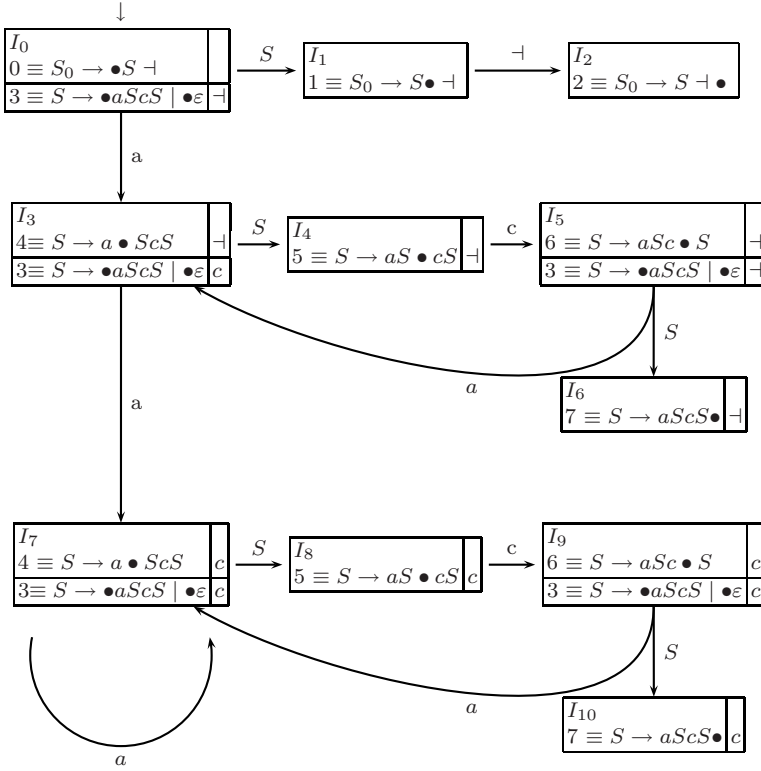 ↓
I₀
0 ≡ S₀ → •S ⊣
3 ≡ S → •aScS | •ε ⊣
S
I₁
1 ≡ S₀ → S• ⊣
⊣
I₂
2 ≡ S₀ → S ⊣ •
a
I₃
4≡ S → a • ScS ⊣
3≡ S → •aScS | •ε c
S
I₄
5 ≡ S → aS • cS ⊣
c
I₅
6 ≡ S → aSc • S ⊣
3 ≡ S → •aScS | •ε ⊣
S
a
I₆
7 ≡ S → aScS• ⊣
a
I₇
4 ≡ S → a • ScS c
3≡ S → •aScS | •ε c
S
I₈
5 ≡ S → aS • cS c
c
I₉
6 ≡ S → aSc • S c
3 ≡ S → •aScS | •ε c
S
a
I₁₀
7 ≡ S → aScS• c
a